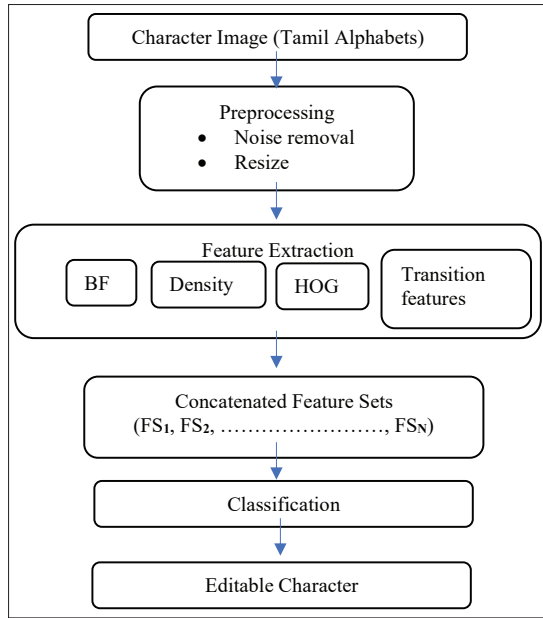 Character Image (Tamil Alphabets)
Preprocessing
• Noise removal
• Resize
Feature Extraction
BF
Density
HOG
Transition
features
Concatenated Feature Sets
(FS₁, FS₂, ........................, FSN)
Classification
Editable Character